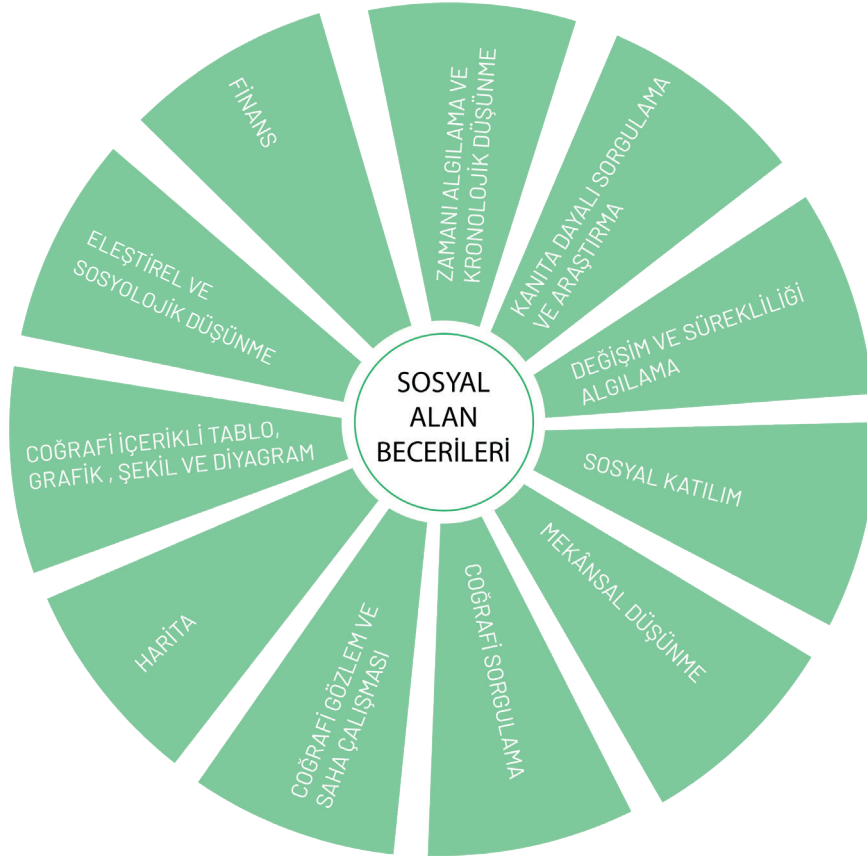 SOSYAL
ALAN
BECERİLERİ
ZAMANI ALGILAMA VE
KRONOLOJİK DÜŞÜNME
KANITA DAYALI SORGULAMA
VE ARAŞTIRMA
DEĞİŞİM VE SÜREKLİLİĞİ
ALGILAMA
SOSYAL KATILIM
MEKÂNSAL DÜŞÜNME
COĞRAFİ SORGULAMA
COĞRAFİ GÖZLEM VE
SAHA ÇALIŞMASI
HARİTA
COĞRAFİ İÇERİKLİ TABLO,
GRAFİK , ŞEKİL VE DİYAGRAM
ELEŞTİREL VE
SOSYOLOJİK DÜŞÜNME
FİNANS